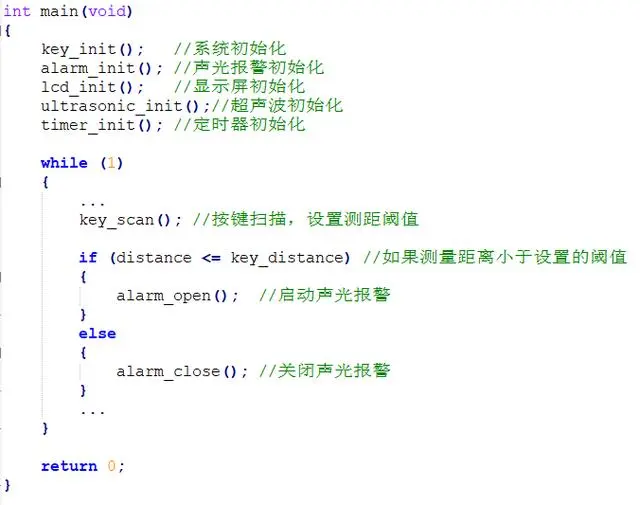 int main(void)
{
    key_init();   //系统初始化
    alarm_init(); //声光报警初始化
    lcd_init();   //显示屏初始化
    ultrasonic_init();//超声波初始化
    timer_init(); //定时器初始化

    while (1)
    {
        ...
        key_scan(); //按键扫描，设置测距阈值

        if (distance <= key_distance) //如果测量距离小于设置的阈值
        {
            alarm_open();  //启动声光报警
        }
        else
        {
            alarm_close(); //关闭声光报警
        }
        ...
    }

    return 0;
}